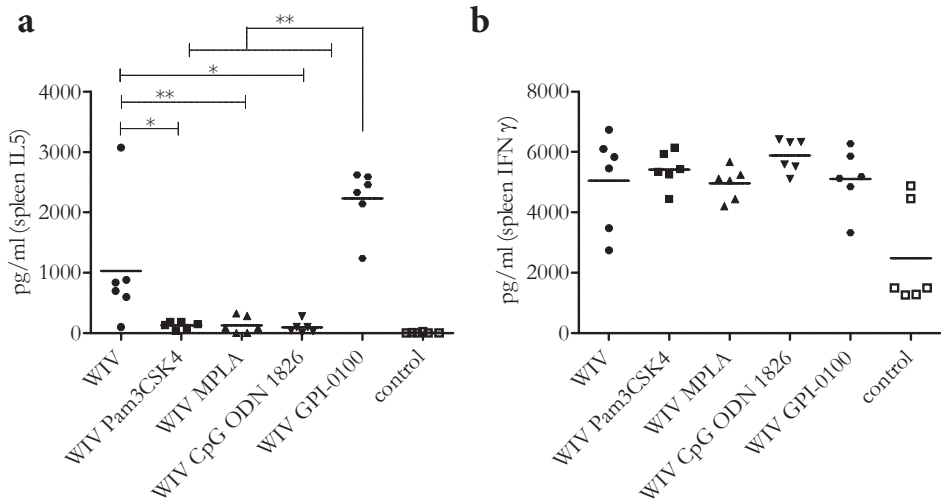 a
**
*
**
*
4000
3000
2000
1000
0
pg/ml (spleen IL5)
WIV
WIV Pam3CSK4
WIV MPLA
WIV CpG ODN 1826
WIV GPI-0100
control
b
8000
6000
4000
2000
0
pg/ml (spleen IFN γ)
WIV
WIV Pam3CSK4
WIV MPLA
WIV CpG ODN 1826
WIV GPI-0100
control